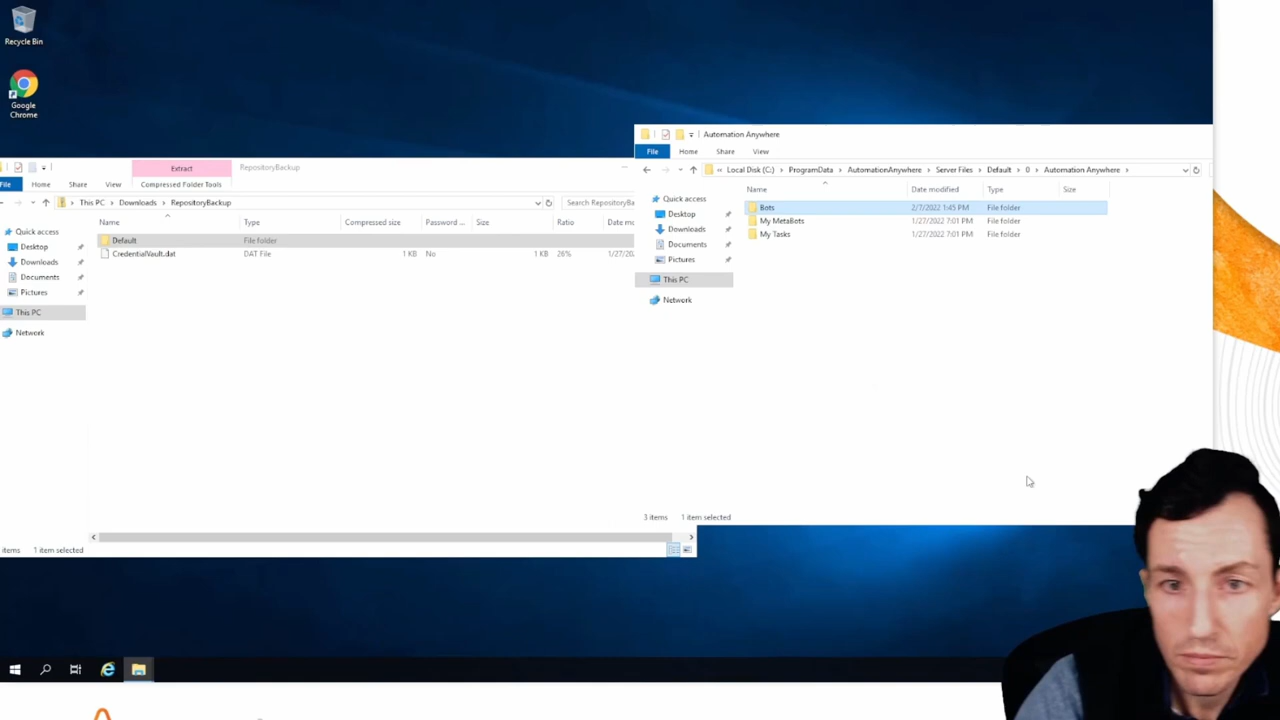 Recycle Bin
Google
Chrome
Extract
RepositoryBackup
File
Home
Share
View
Compressed Folder Tools
This PC
Downloads
RepositoryBackup
Search RepositoryBa
Name
Type
Compressed size
Password ...
Size
Ratio
Date m
Quick access
Desktop
Downloads
Documents
Pictures
This PC
Network
Default
File folder
CredentialVault.dat
DAT File
1 KB
No
1 KB
26%
1/27/20
items
1 item selected
Automation Anywhere
File
Home
Share
View
« Local Disk (C:)
ProgramData
AutomationAnywhere
Server Files
Default
0
Automation Anywhere
Quick access
Desktop
Downloads
Documents
Pictures
This PC
Network
Name
Date modified
Type
Size
Bots
2/7/2022 1:45 PM
File folder
My MetaBots
1/27/2022 7:01 PM
File folder
My Tasks
1/27/2022 7:01 PM
File folder
3 items
1 item selected